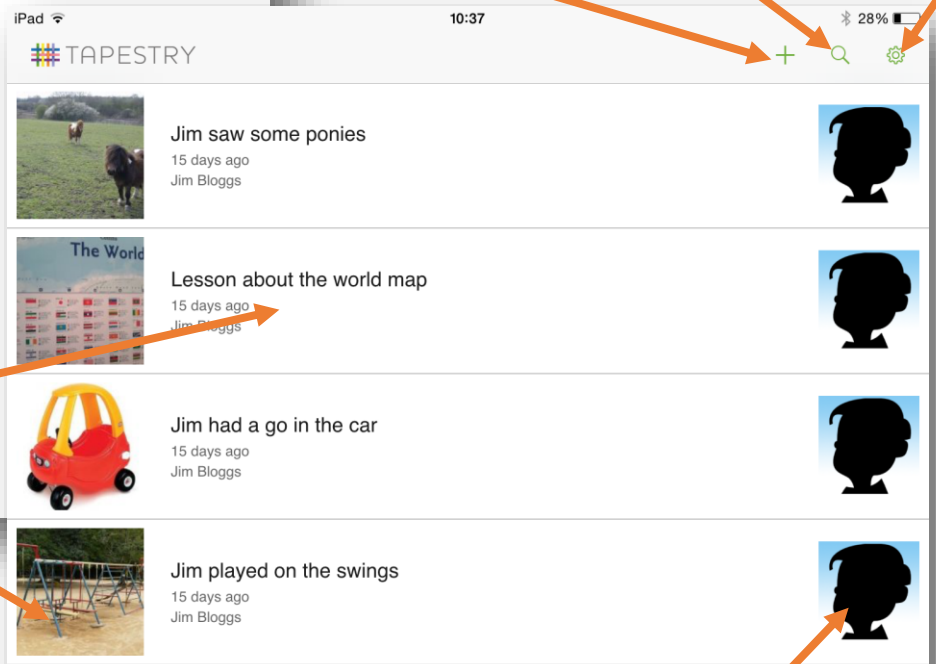 iPad 10:37 28%
TAPESTRY
Jim saw some ponies
15 days ago
Jim Bloggs
The World
Lesson about the world map
15 days ago
Jim Bloggs
Jim had a go in the car
15 days ago
Jim Bloggs
Jim played on the swings
15 days ago
Jim Bloggs